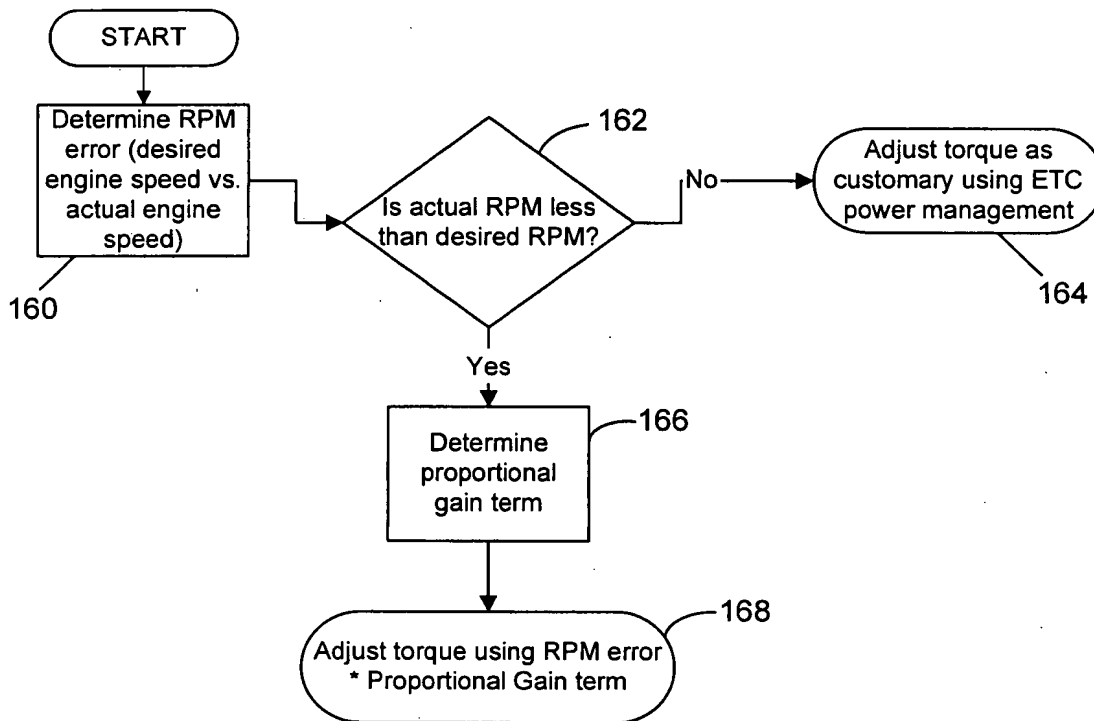 START
Determine RPM
error (desired
engine speed vs.
actual engine
speed)
160
162
Is actual RPM less
than desired RPM?
No
Adjust torque as
customary using ETC
power management
164
Yes
Determine
proportional
gain term
166
Adjust torque using RPM error
* Proportional Gain term
168